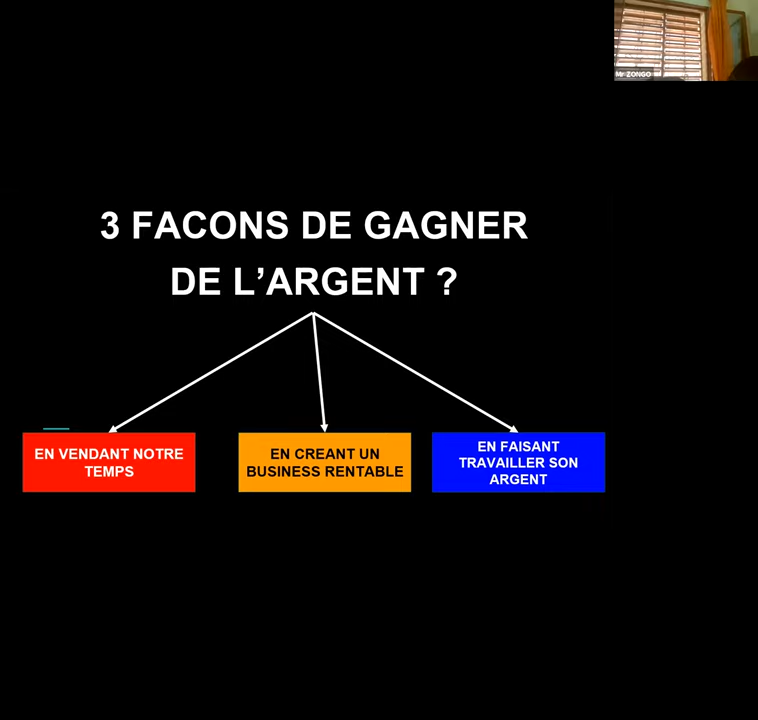 Mr ZONGO
3 FACONS DE GAGNER
DE L’ARGENT ?
EN VENDANT NOTRE
TEMPS
EN CREANT UN
BUSINESS RENTABLE
EN FAISANT
TRAVAILLER SON
ARGENT